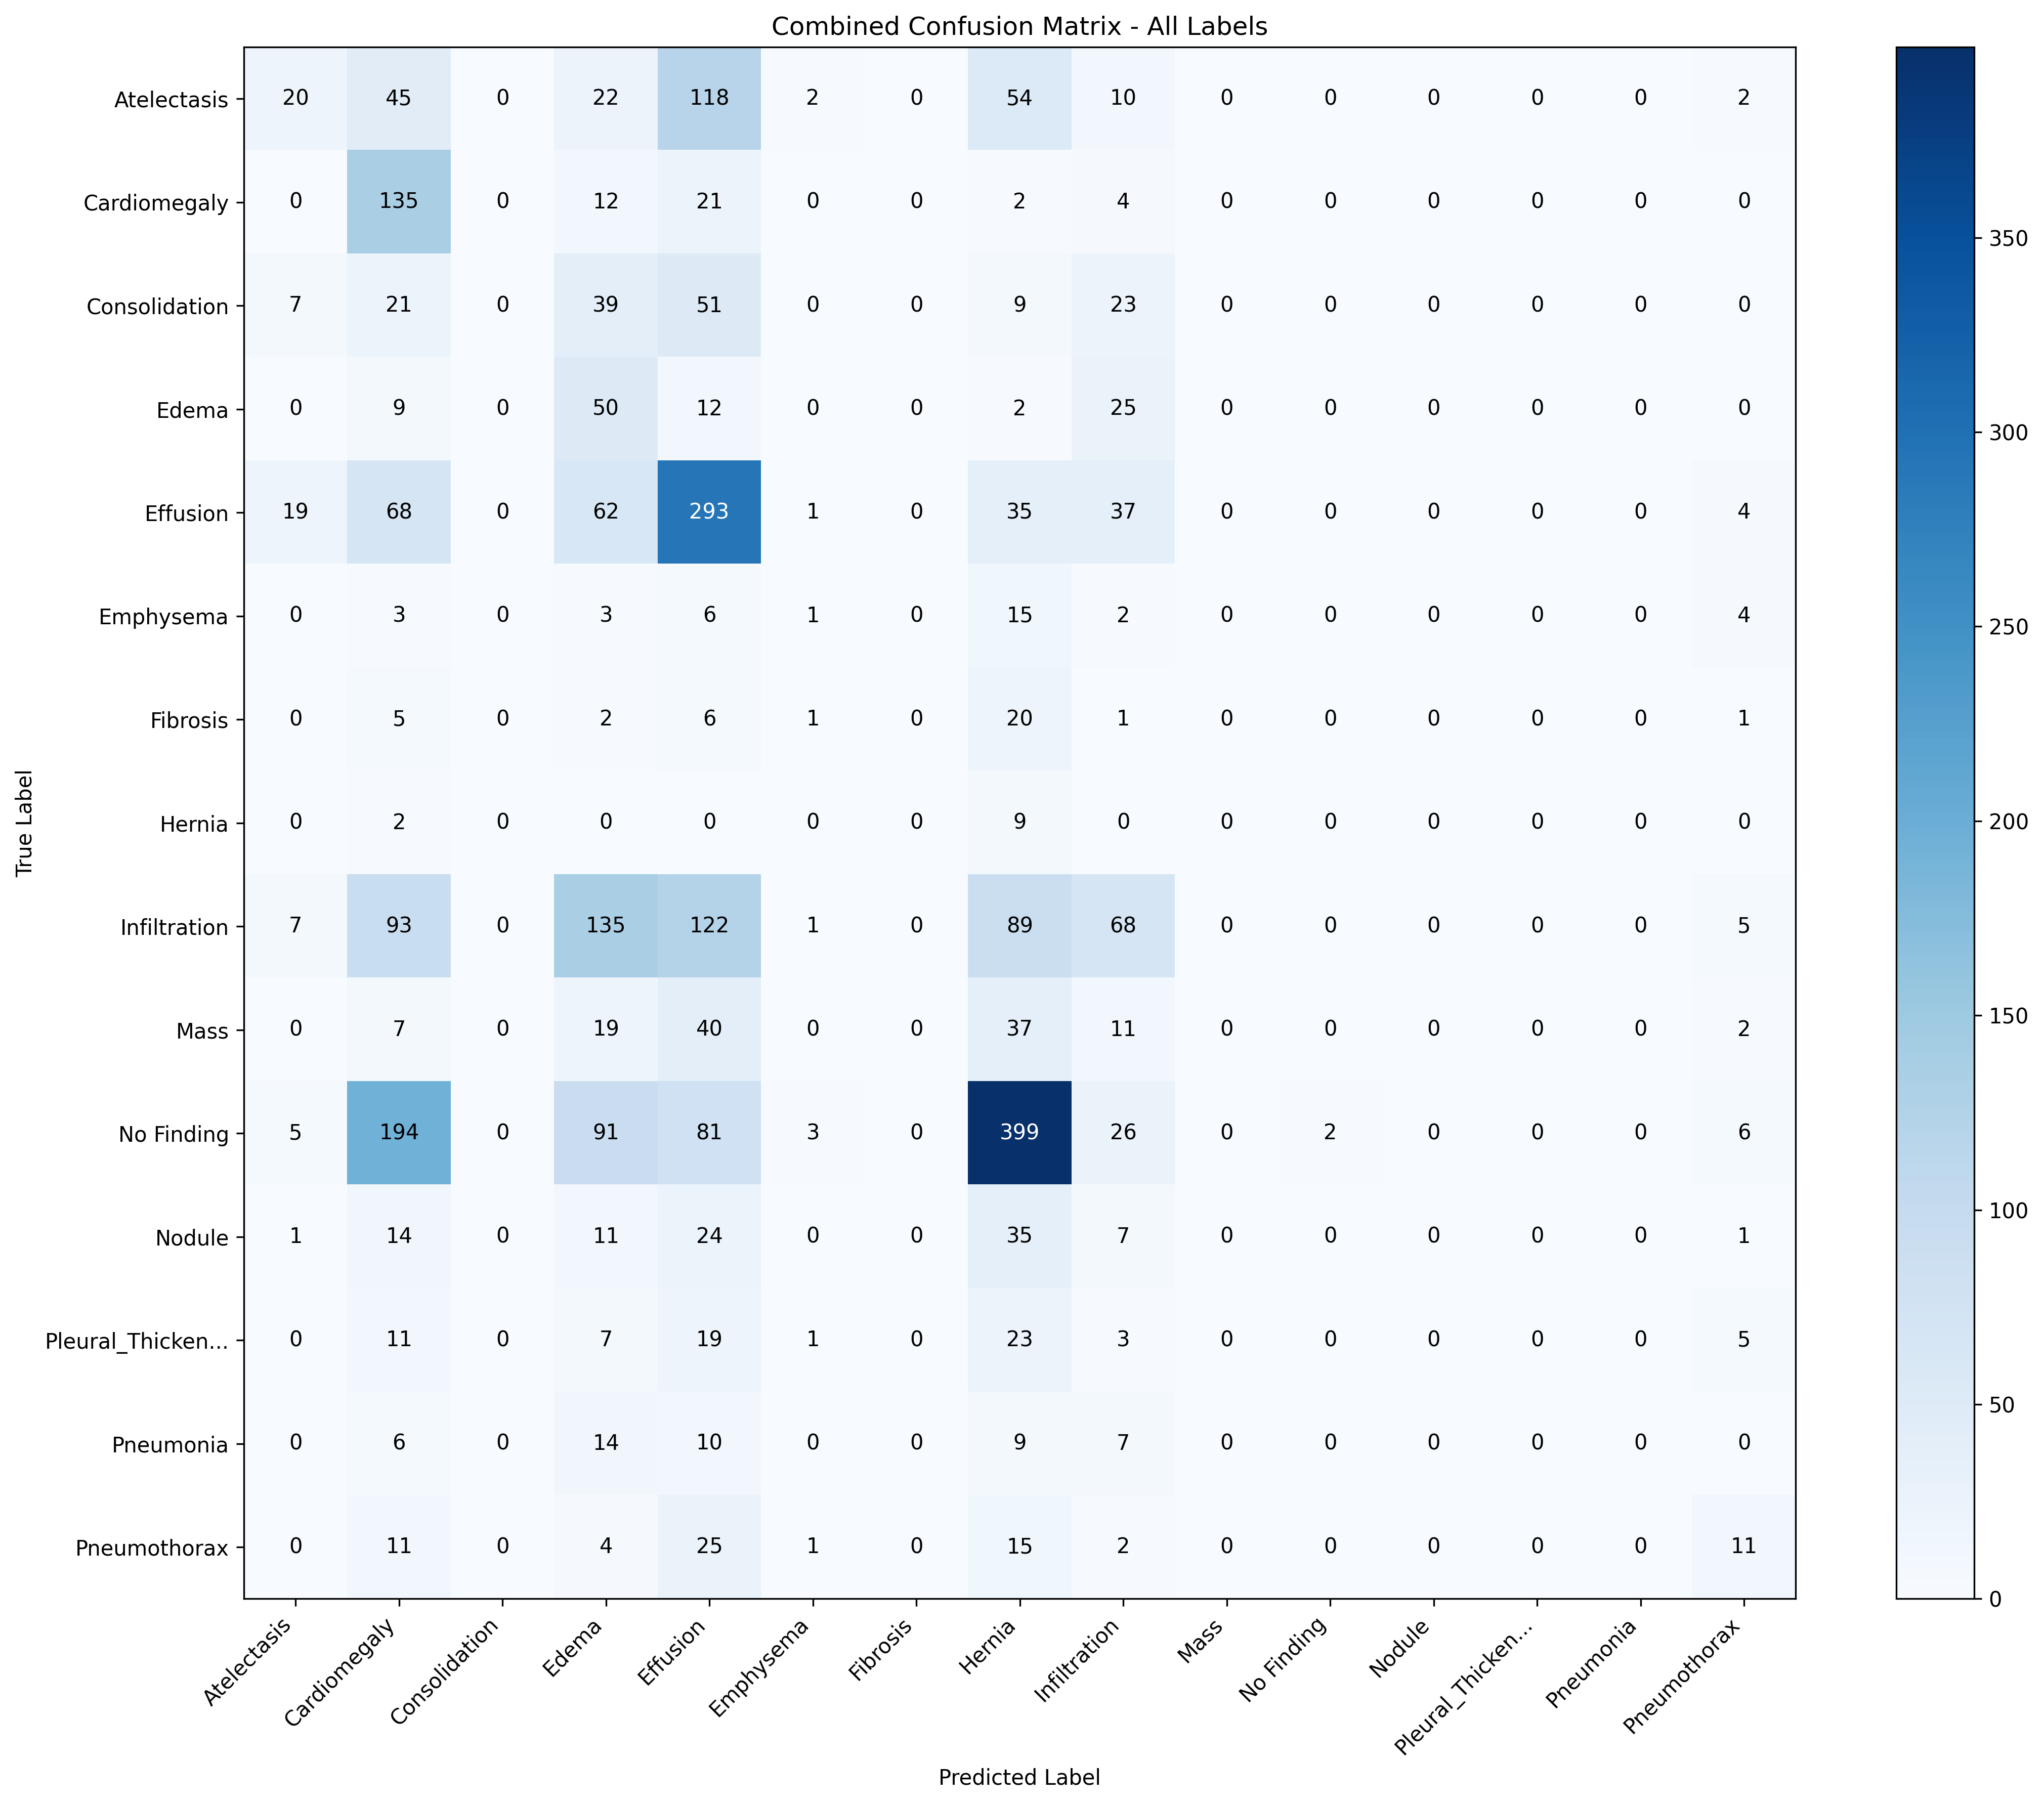 Combined Confusion Matrix - All Labels
True Label
Atelectasis 20 45 0 22 118 2 0 54 10 0 0 0 0 0 2
Cardiomegaly 0 135 0 12 21 0 0 2 4 0 0 0 0 0 0
Consolidation 7 21 0 39 51 0 0 9 23 0 0 0 0 0 0
Edema 0 9 0 50 12 0 0 2 25 0 0 0 0 0 0
Effusion 19 68 0 62 293 1 0 35 37 0 0 0 0 0 4
Emphysema 0 3 0 3 6 1 0 15 2 0 0 0 0 0 4
Fibrosis 0 5 0 2 6 1 0 20 1 0 0 0 0 0 1
Hernia 0 2 0 0 0 0 0 9 0 0 0 0 0 0 0
Infiltration 7 93 0 135 122 1 0 89 68 0 0 0 0 0 5
Mass 0 7 0 19 40 0 0 37 11 0 0 0 0 0 2
No Finding 5 194 0 91 81 3 0 399 26 0 2 0 0 0 6
Nodule 1 14 0 11 24 0 0 35 7 0 0 0 0 0 1
Pleural_Thicken... 0 11 0 7 19 1 0 23 3 0 0 0 0 0 5
Pneumonia 0 6 0 14 10 0 0 9 7 0 0 0 0 0 0
Pneumothorax 0 11 0 4 25 1 0 15 2 0 0 0 0 0 11
Atelectasis Cardiomegaly Consolidation Edema Effusion Emphysema Fibrosis Hernia Infiltration Mass No Finding Nodule Pleural_Thicken... Pneumonia Pneumothorax
Predicted Label
350
300
250
200
150
100
50
0